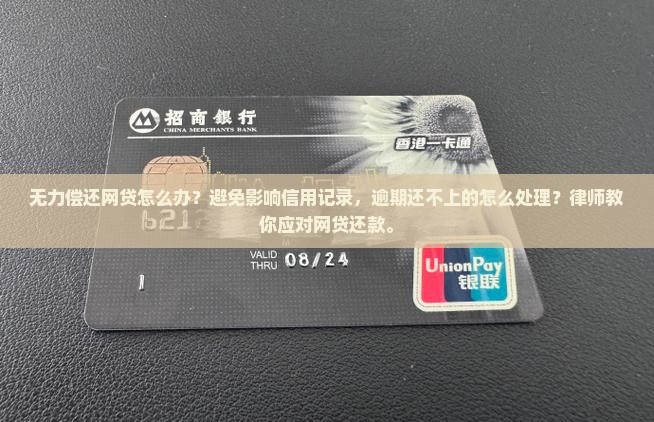 招商銀行
CHINA MERCHANTS BANK
香港一卡通
无力偿还网贷怎么办？避免影响信用记录，逾期还不上的怎么处理？律师教
你应对网贷还款。
621
VALID
THRU 08/24
UnionPay
银联